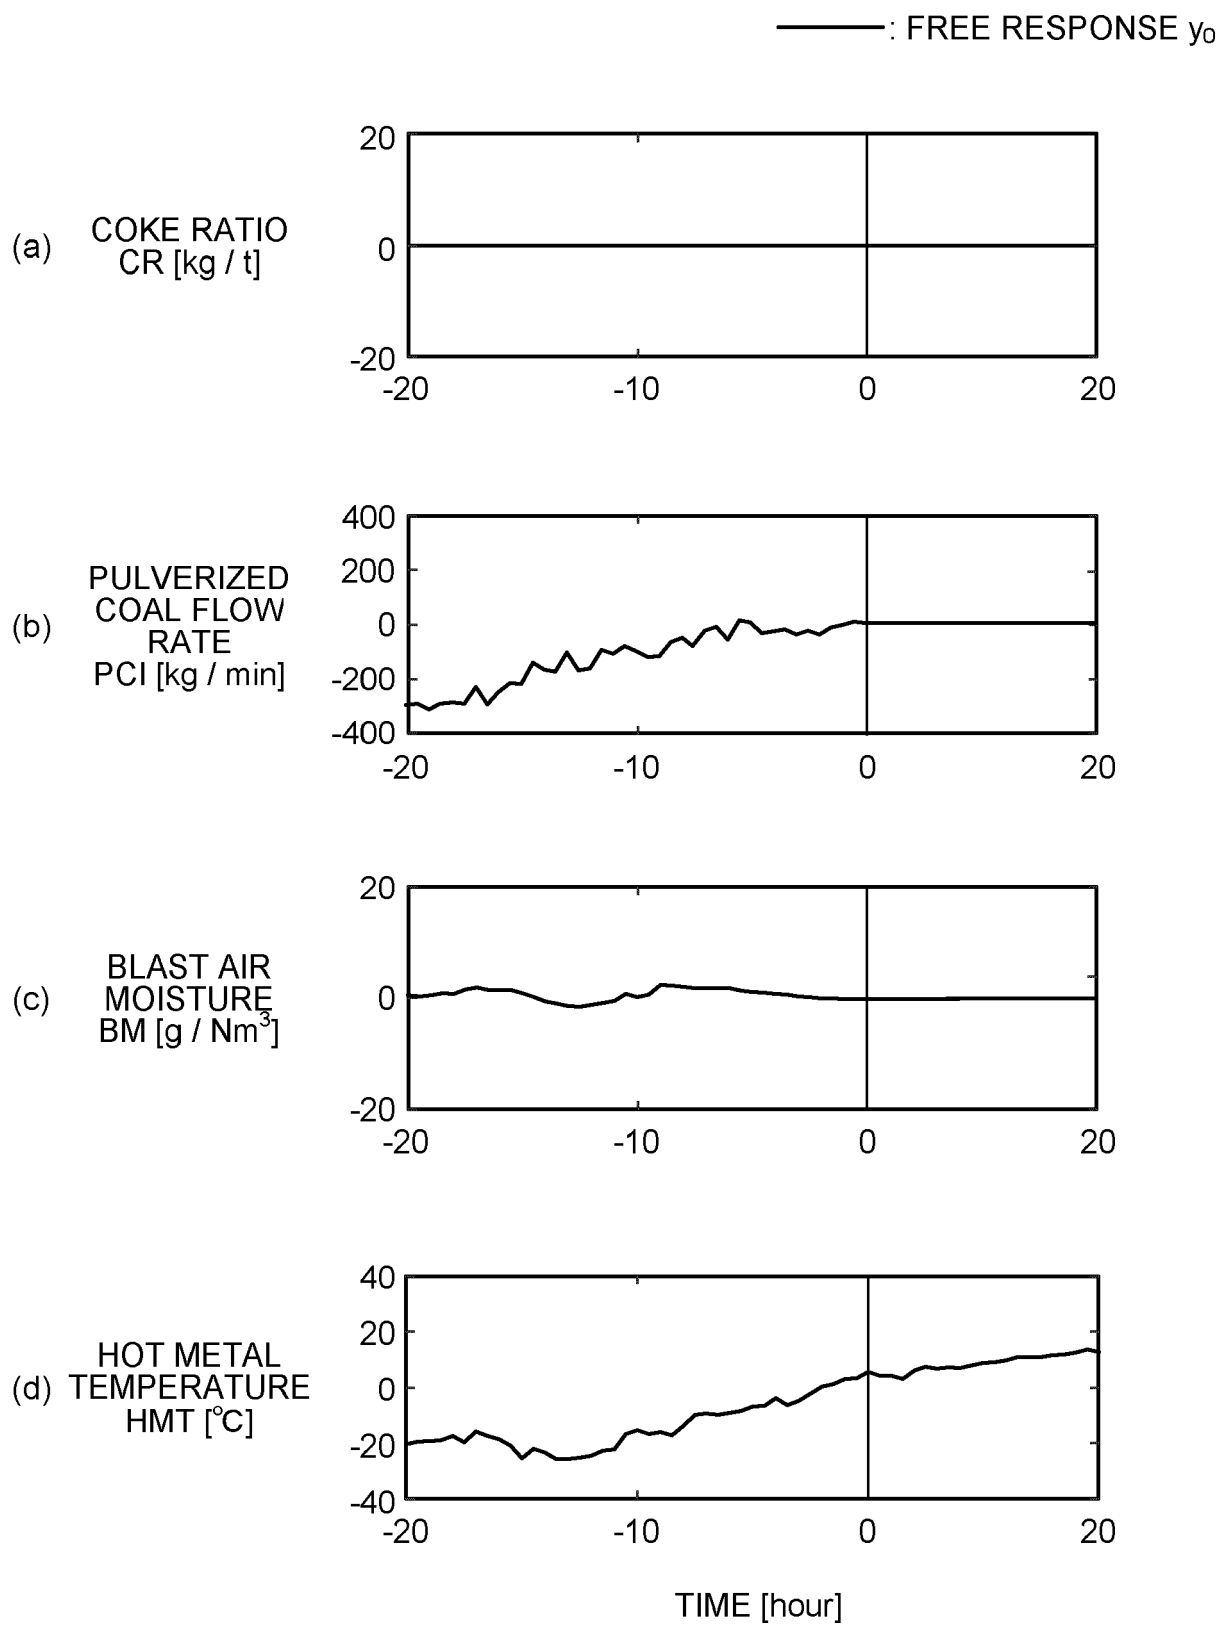 : FREE RESPONSE y₀
20
(a)
COKE RATIO
CR [kg / t]
0
-20
-20 -10 0 20
400
200
(b)
PULVERIZED
COAL FLOW
RATE
PCI [kg / min]
0
-200
-400
-20 -10 0 20
20
(c)
BLAST AIR
MOISTURE
BM [g / Nm³]
0
-20
-20 -10 0 20
40
20
(d)
HOT METAL
TEMPERATURE
HMT [°C]
0
-20
-40
-20 -10 0 20
TIME [hour]